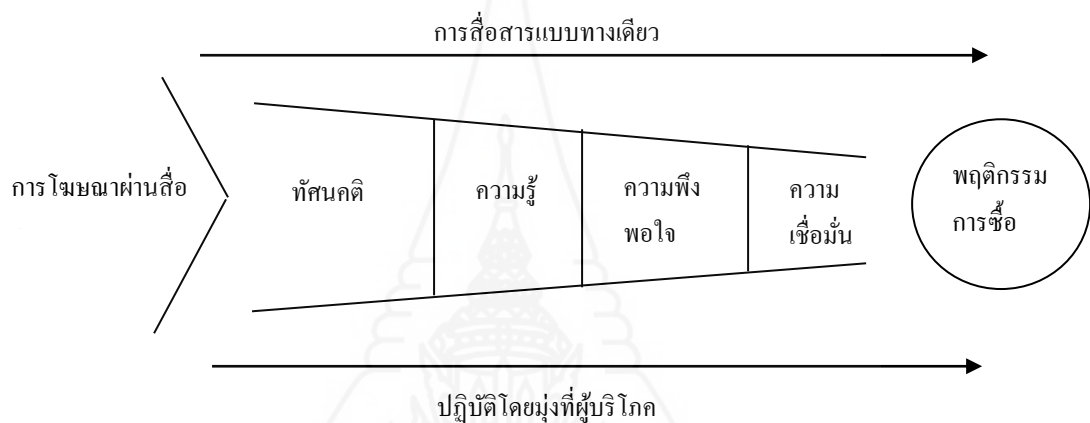 การสื่อสารแบบทางเดียว
การโฆษณาผ่านสื่อ
ทัศนคติ
ความรู้
ความพึง
พอใจ
ความ
เชื่อมั่น
พฤติกรรม
การซื้อ
ปฏิบัติโดยมุ่งที่ผู้บริโภค